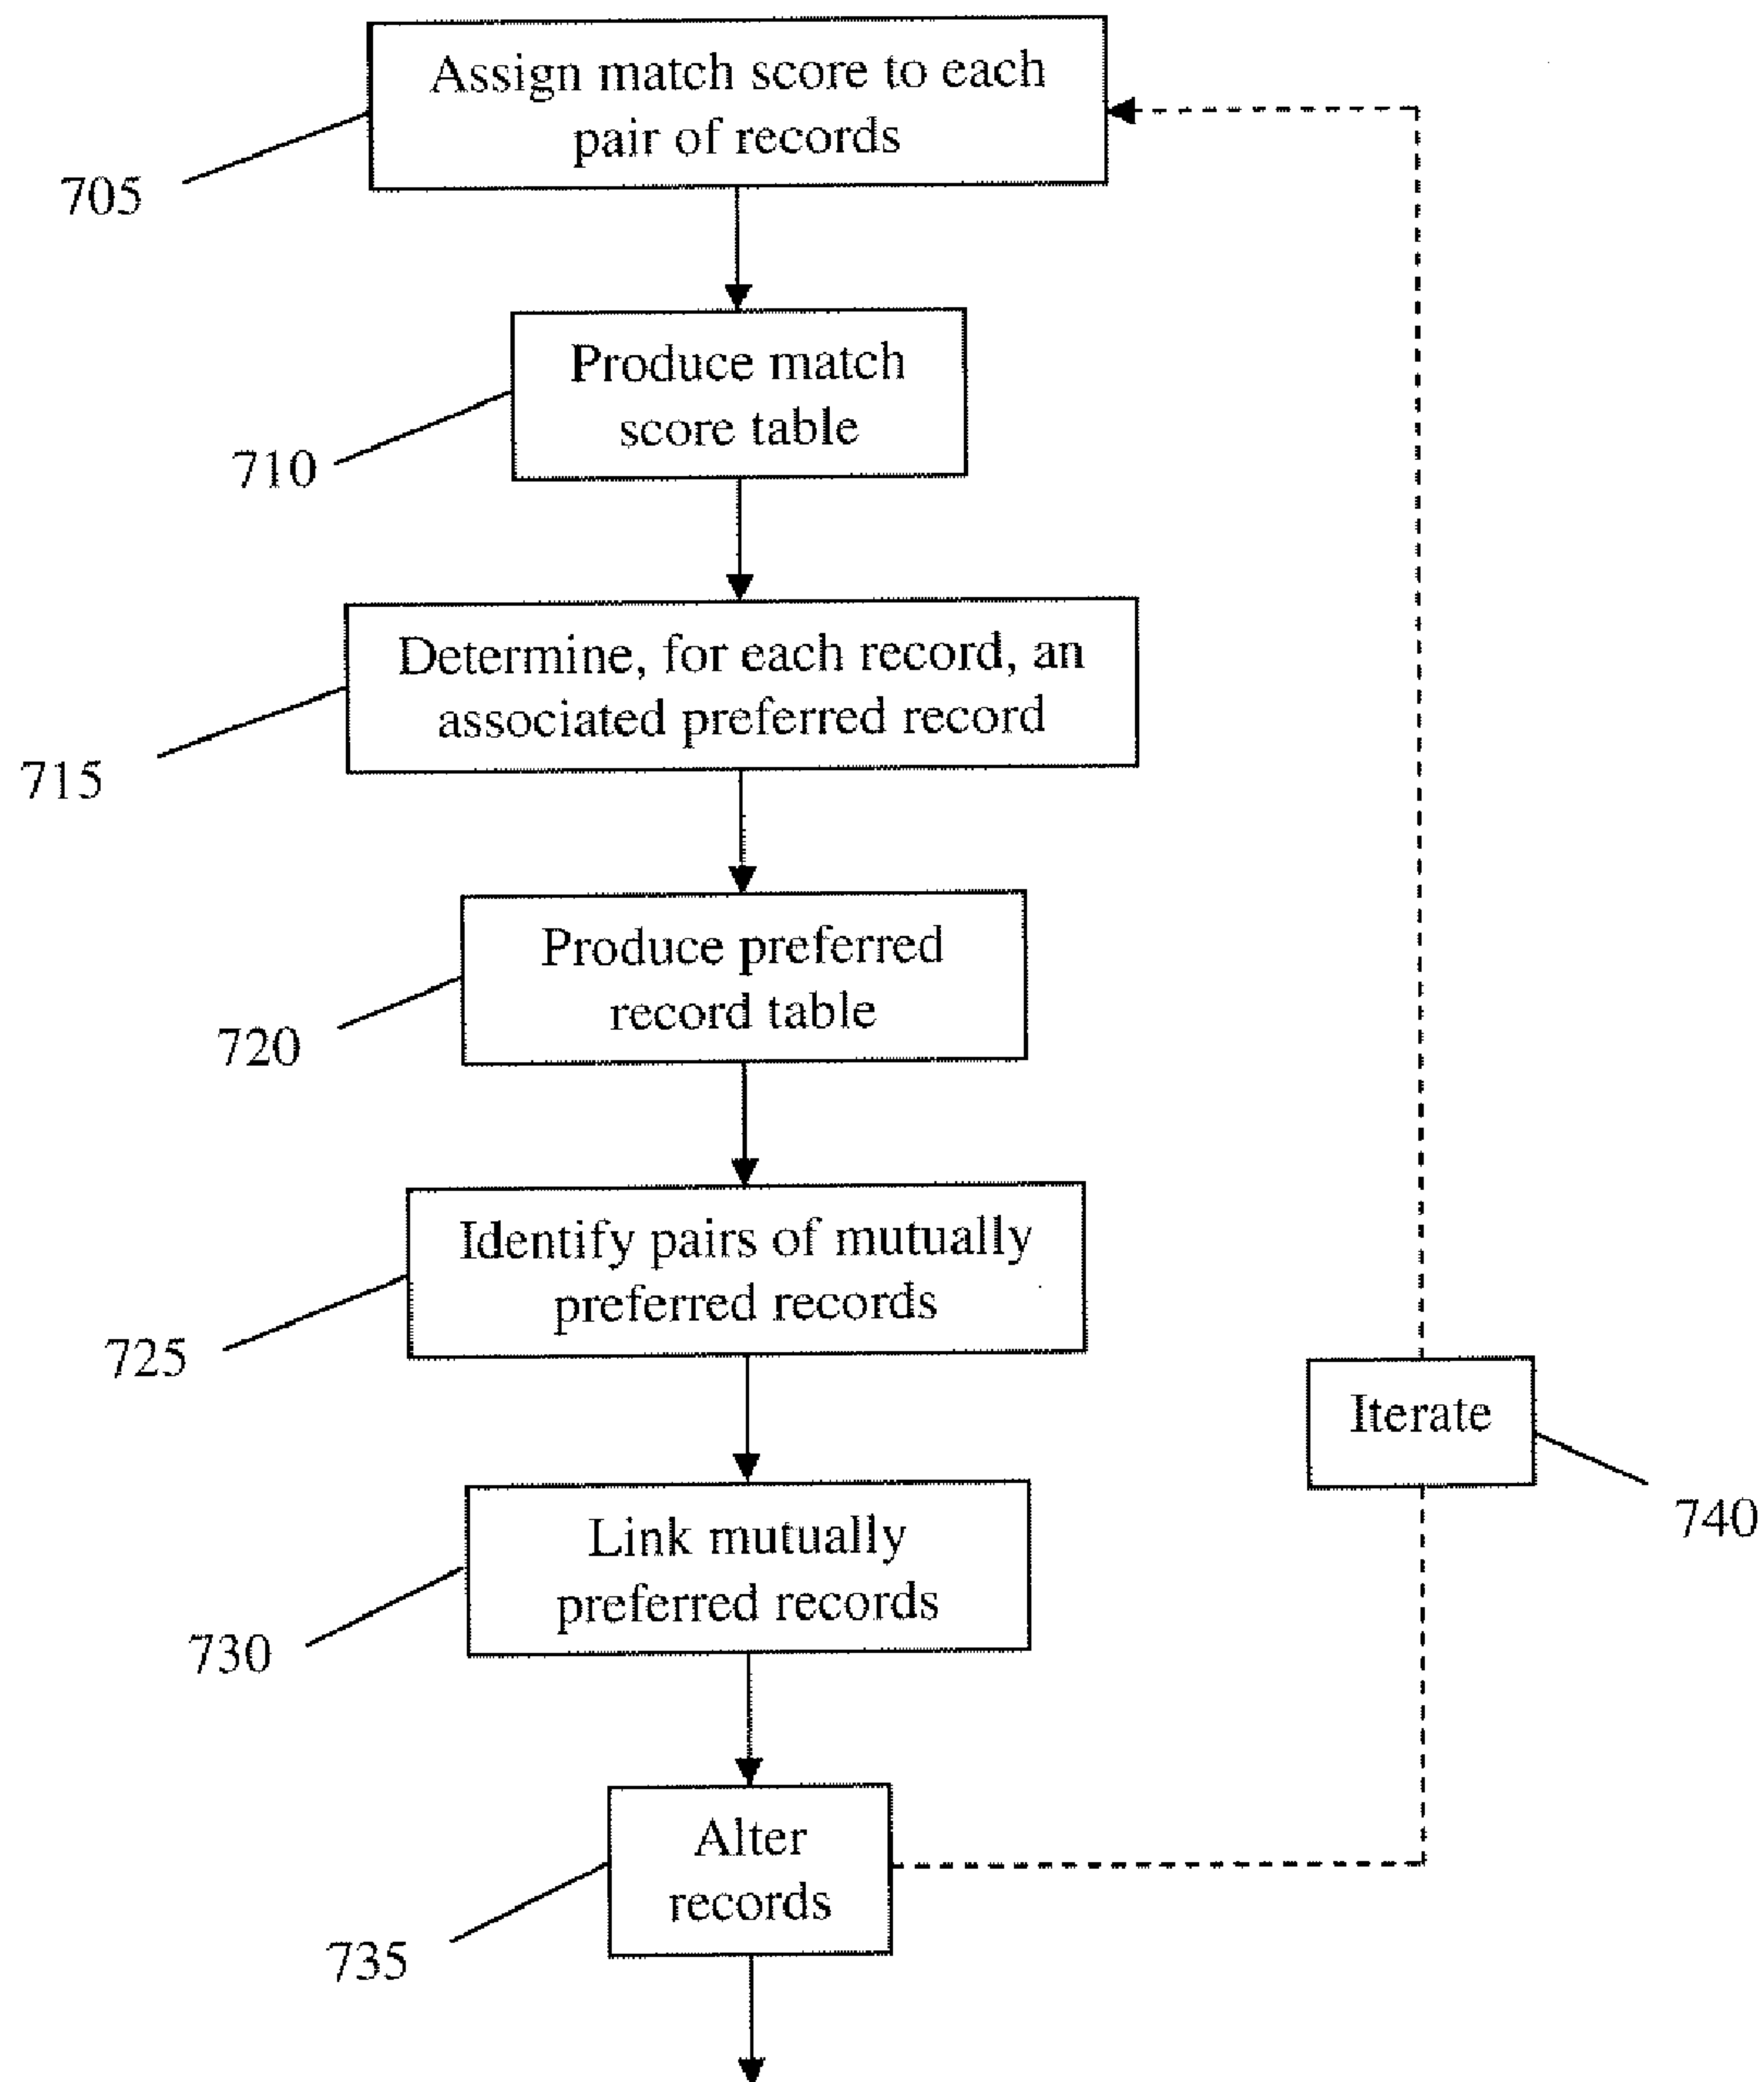 Assign match score to each
pair of records
705
Produce match
score table
710
Determine, for each record, an
associated preferred record
715
Produce preferred
record table
720
Identify pairs of mutually
preferred records
725
Iterate
740
Link mutually
preferred records
730
Alter
records
735